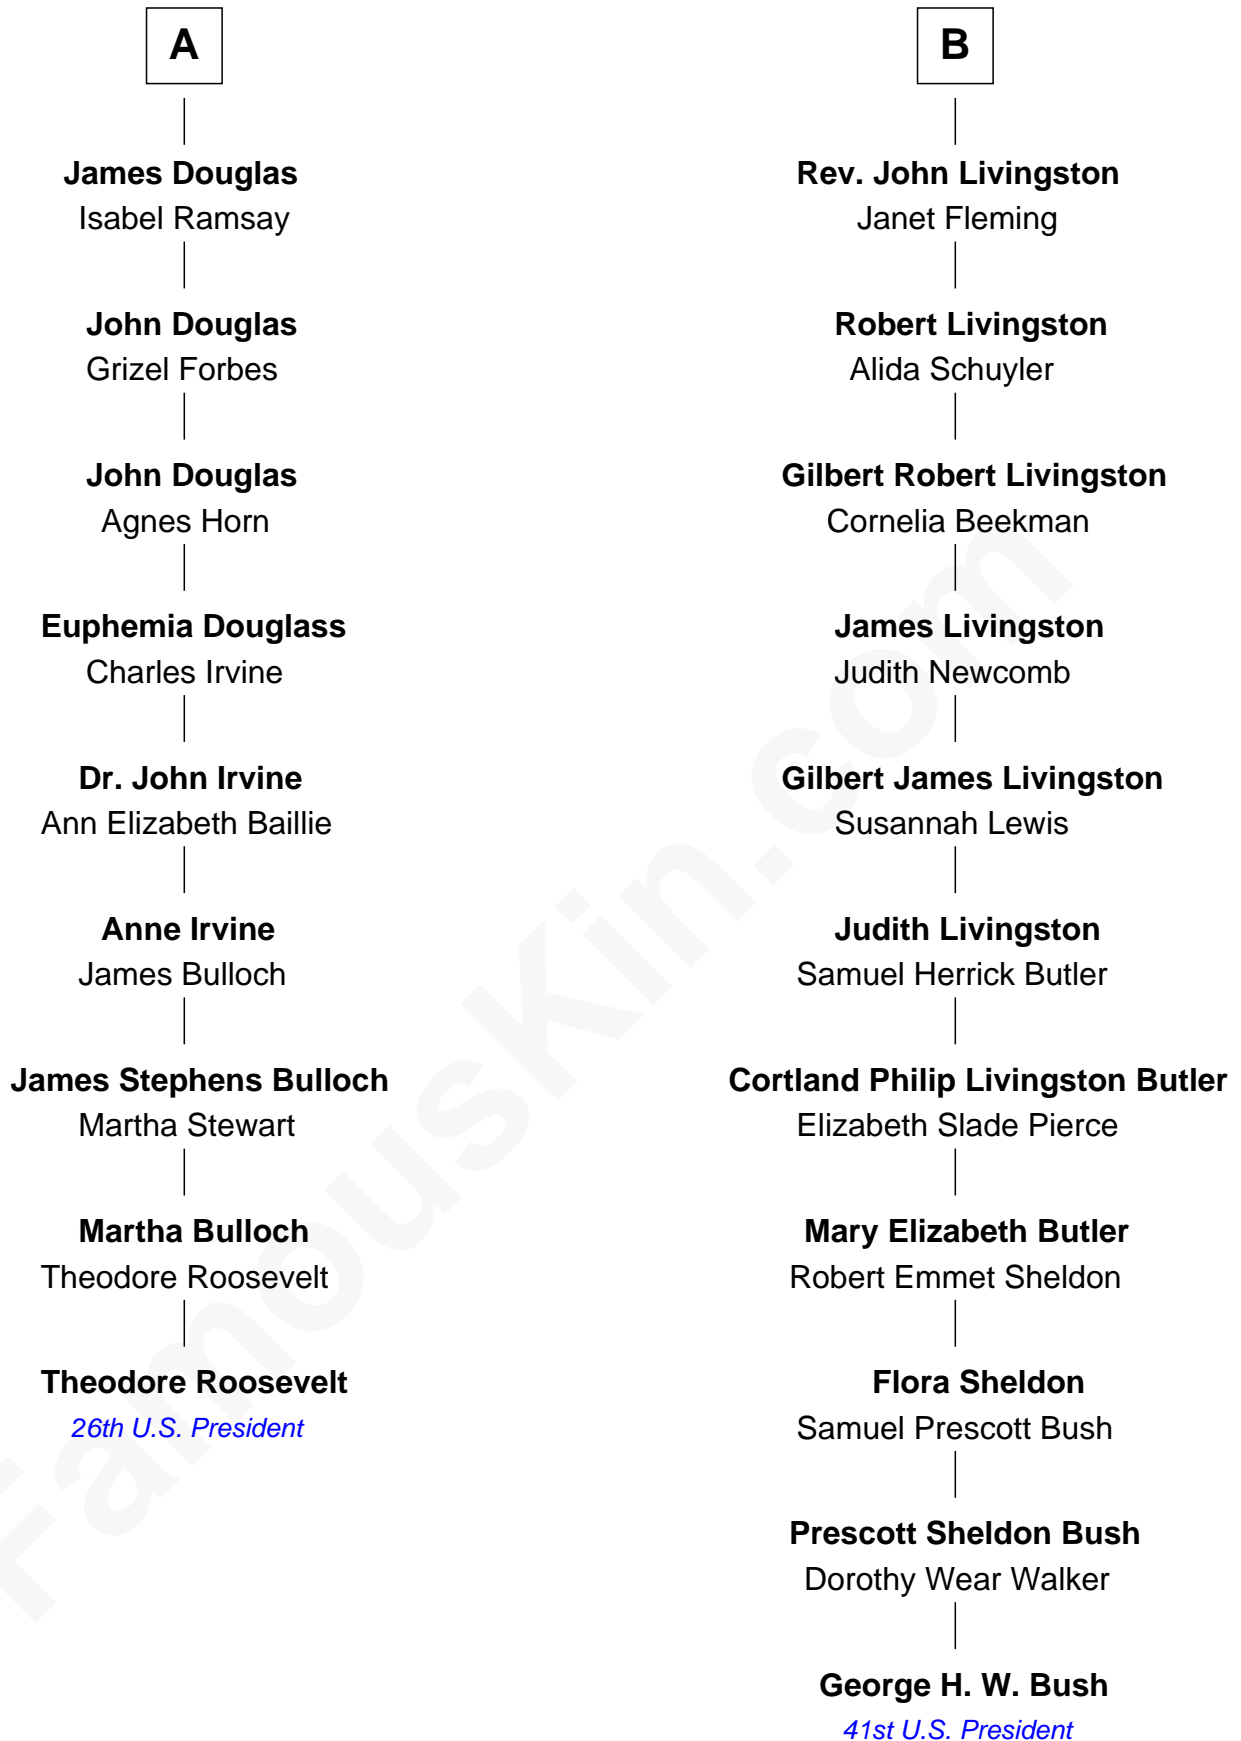 A
James Douglas
Isabel Ramsay
John Douglas
Grizel Forbes
John Douglas
Agnes Horn
Euphemia Douglass
Charles Irvine
Dr. John Irvine
Ann Elizabeth Baillie
Anne Irvine
James Bulloch
James Stephens Bulloch
Martha Stewart
Martha Bulloch
Theodore Roosevelt
Theodore Roosevelt
26th U.S. President
B
Rev. John Livingston
Janet Fleming
Robert Livingston
Alida Schuyler
Gilbert Robert Livingston
Cornelia Beekman
James Livingston
Judith Newcomb
Gilbert James Livingston
Susannah Lewis
Judith Livingston
Samuel Herrick Butler
Cortland Philip Livingston Butler
Elizabeth Slade Pierce
Mary Elizabeth Butler
Robert Emmet Sheldon
Flora Sheldon
Samuel Prescott Bush
Prescott Sheldon Bush
Dorothy Wear Walker
George H. W. Bush
41st U.S. President
FamousKin.com